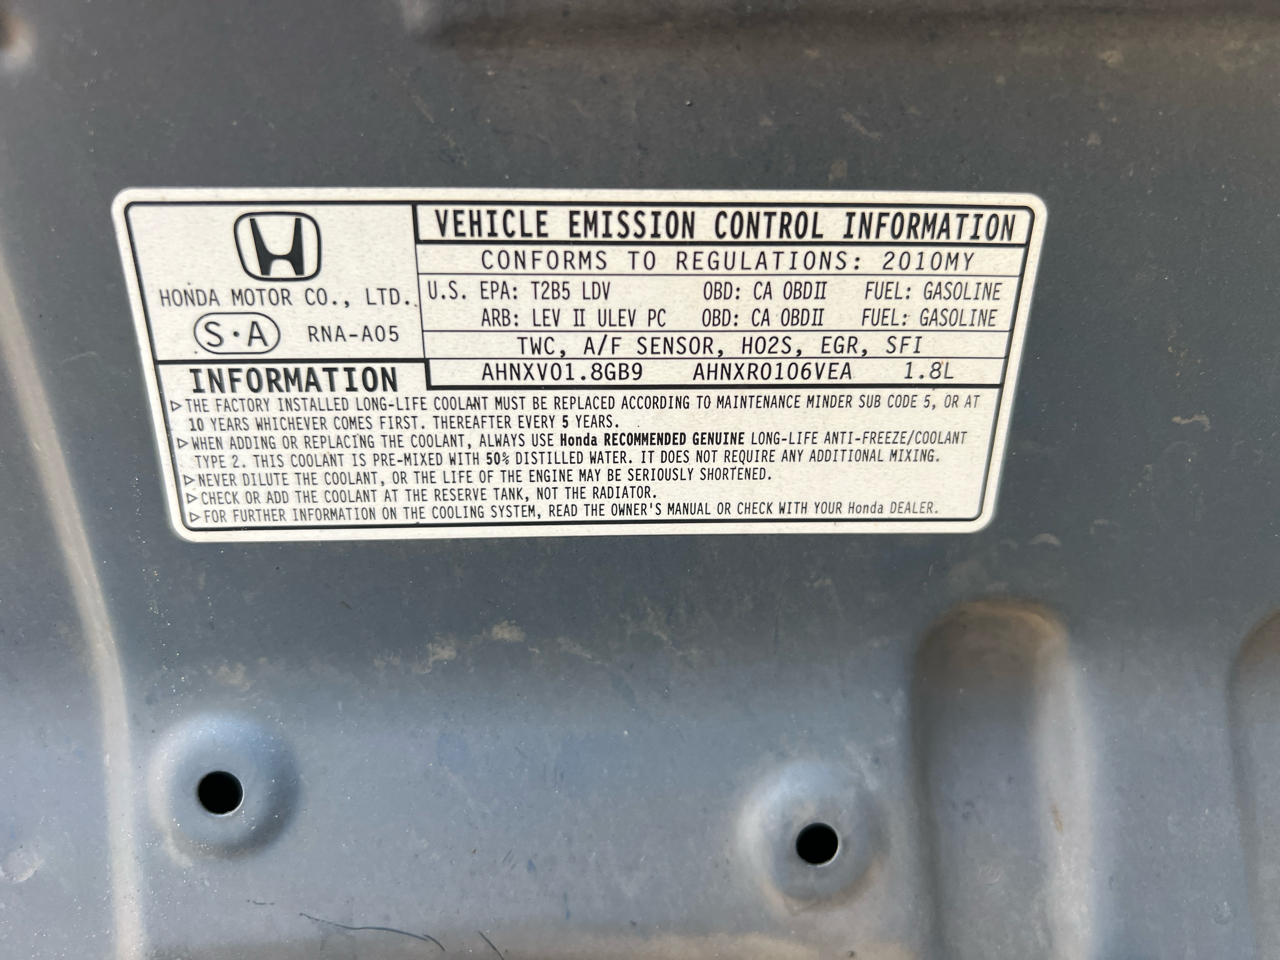 VEHICLE EMISSION CONTROL INFORMATION
CONFORMS TO REGULATIONS: 2010MY
HONDA MOTOR CO., LTD.
S·A RNA-A05
U.S. EPA: T2B5 LDV OBD: CA OBDII FUEL: GASOLINE
ARB: LEV II ULEV PC OBD: CA OBDII FUEL: GASOLINE
TWC, A/F SENSOR, HO2S, EGR, SFI
AHNXV01.8GB9 AHNXR0106VEA 1.8L
INFORMATION
▷THE FACTORY INSTALLED LONG-LIFE COOLANT MUST BE REPLACED ACCORDING TO MAINTENANCE MINDER SUB CODE 5, OR AT
10 YEARS WHICHEVER COMES FIRST. THEREAFTER EVERY 5 YEARS.
▷WHEN ADDING OR REPLACING THE COOLANT, ALWAYS USE Honda RECOMMENDED GENUINE LONG-LIFE ANTI-FREEZE/COOLANT
TYPE 2. THIS COOLANT IS PRE-MIXED WITH 50% DISTILLED WATER. IT DOES NOT REQUIRE ANY ADDITIONAL MIXING.
▷NEVER DILUTE THE COOLANT, OR THE LIFE OF THE ENGINE MAY BE SERIOUSLY SHORTENED.
▷CHECK OR ADD THE COOLANT AT THE RESERVE TANK, NOT THE RADIATOR.
▷FOR FURTHER INFORMATION ON THE COOLING SYSTEM, READ THE OWNER'S MANUAL OR CHECK WITH YOUR Honda DEALER.